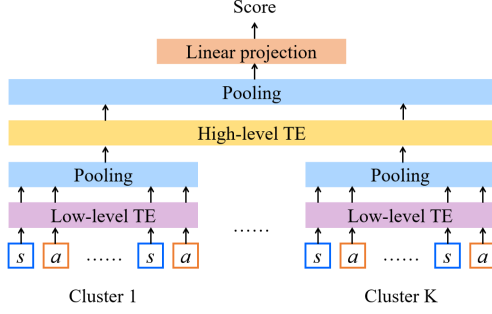 Score
Linear projection
Pooling
High-level TE
Pooling Pooling
Low-level TE Low-level TE
s a ...... s a ...... s a ...... s a
Cluster 1 Cluster K